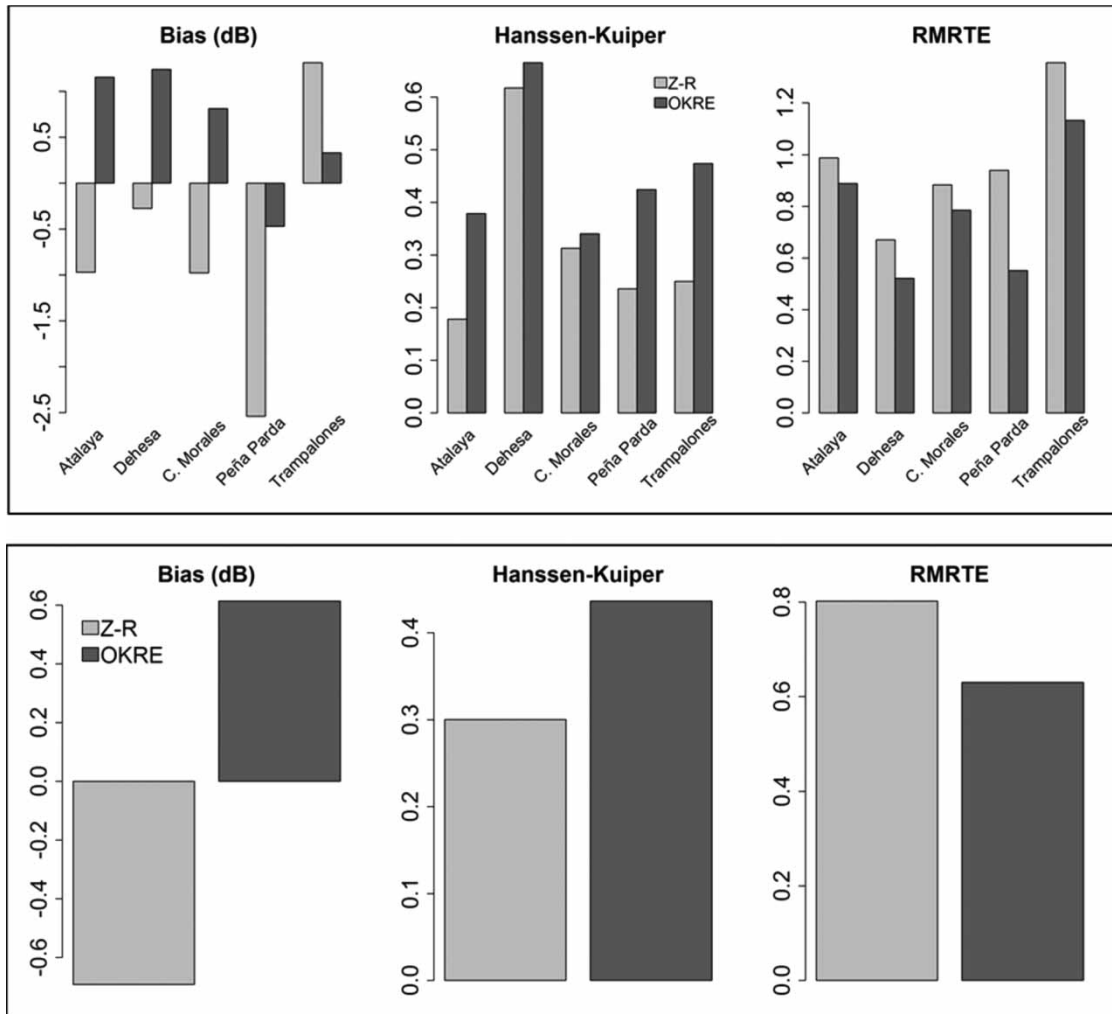 Bias (dB)
0.5
-0.5
-1.5
-2.5
Atalaya
Dehesa
C. Morales
Peña Parda
Trampalones
Hanssen-Kuiper
Z-R
OKRE
0.6
0.5
0.4
0.3
0.2
0.1
0.0
Atalaya
Dehesa
C. Morales
Peña Parda
Trampalones
RMRTE
1.2
1.0
0.8
0.6
0.4
0.2
0.0
Atalaya
Dehesa
C. Morales
Peña Parda
Trampalones
Bias (dB)
Z-R
OKRE
0.6
0.4
0.2
0.0
-0.2
-0.4
-0.6
Hanssen-Kuiper
0.4
0.3
0.2
0.1
0.0
RMRTE
0.8
0.6
0.4
0.2
0.0